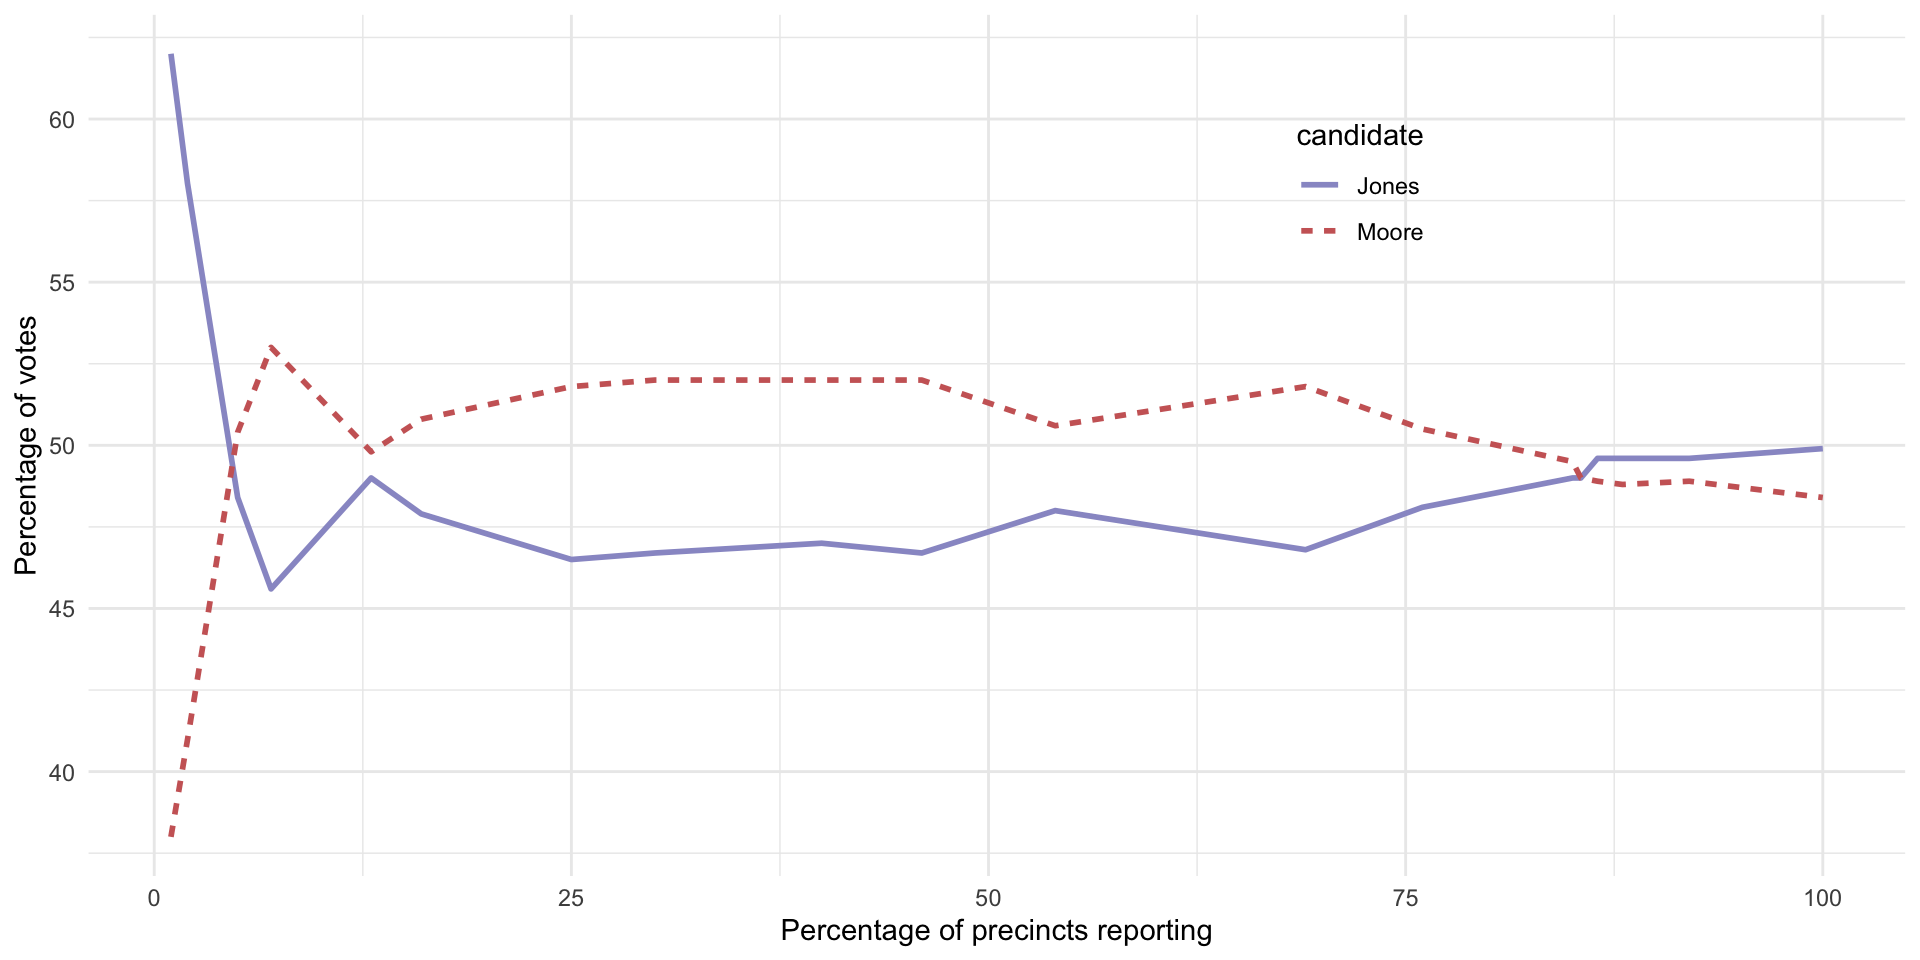 60
55
50
45
40
Percentage of votes
candidate
Jones
Moore
0 25 50 75 100
Percentage of precincts reporting